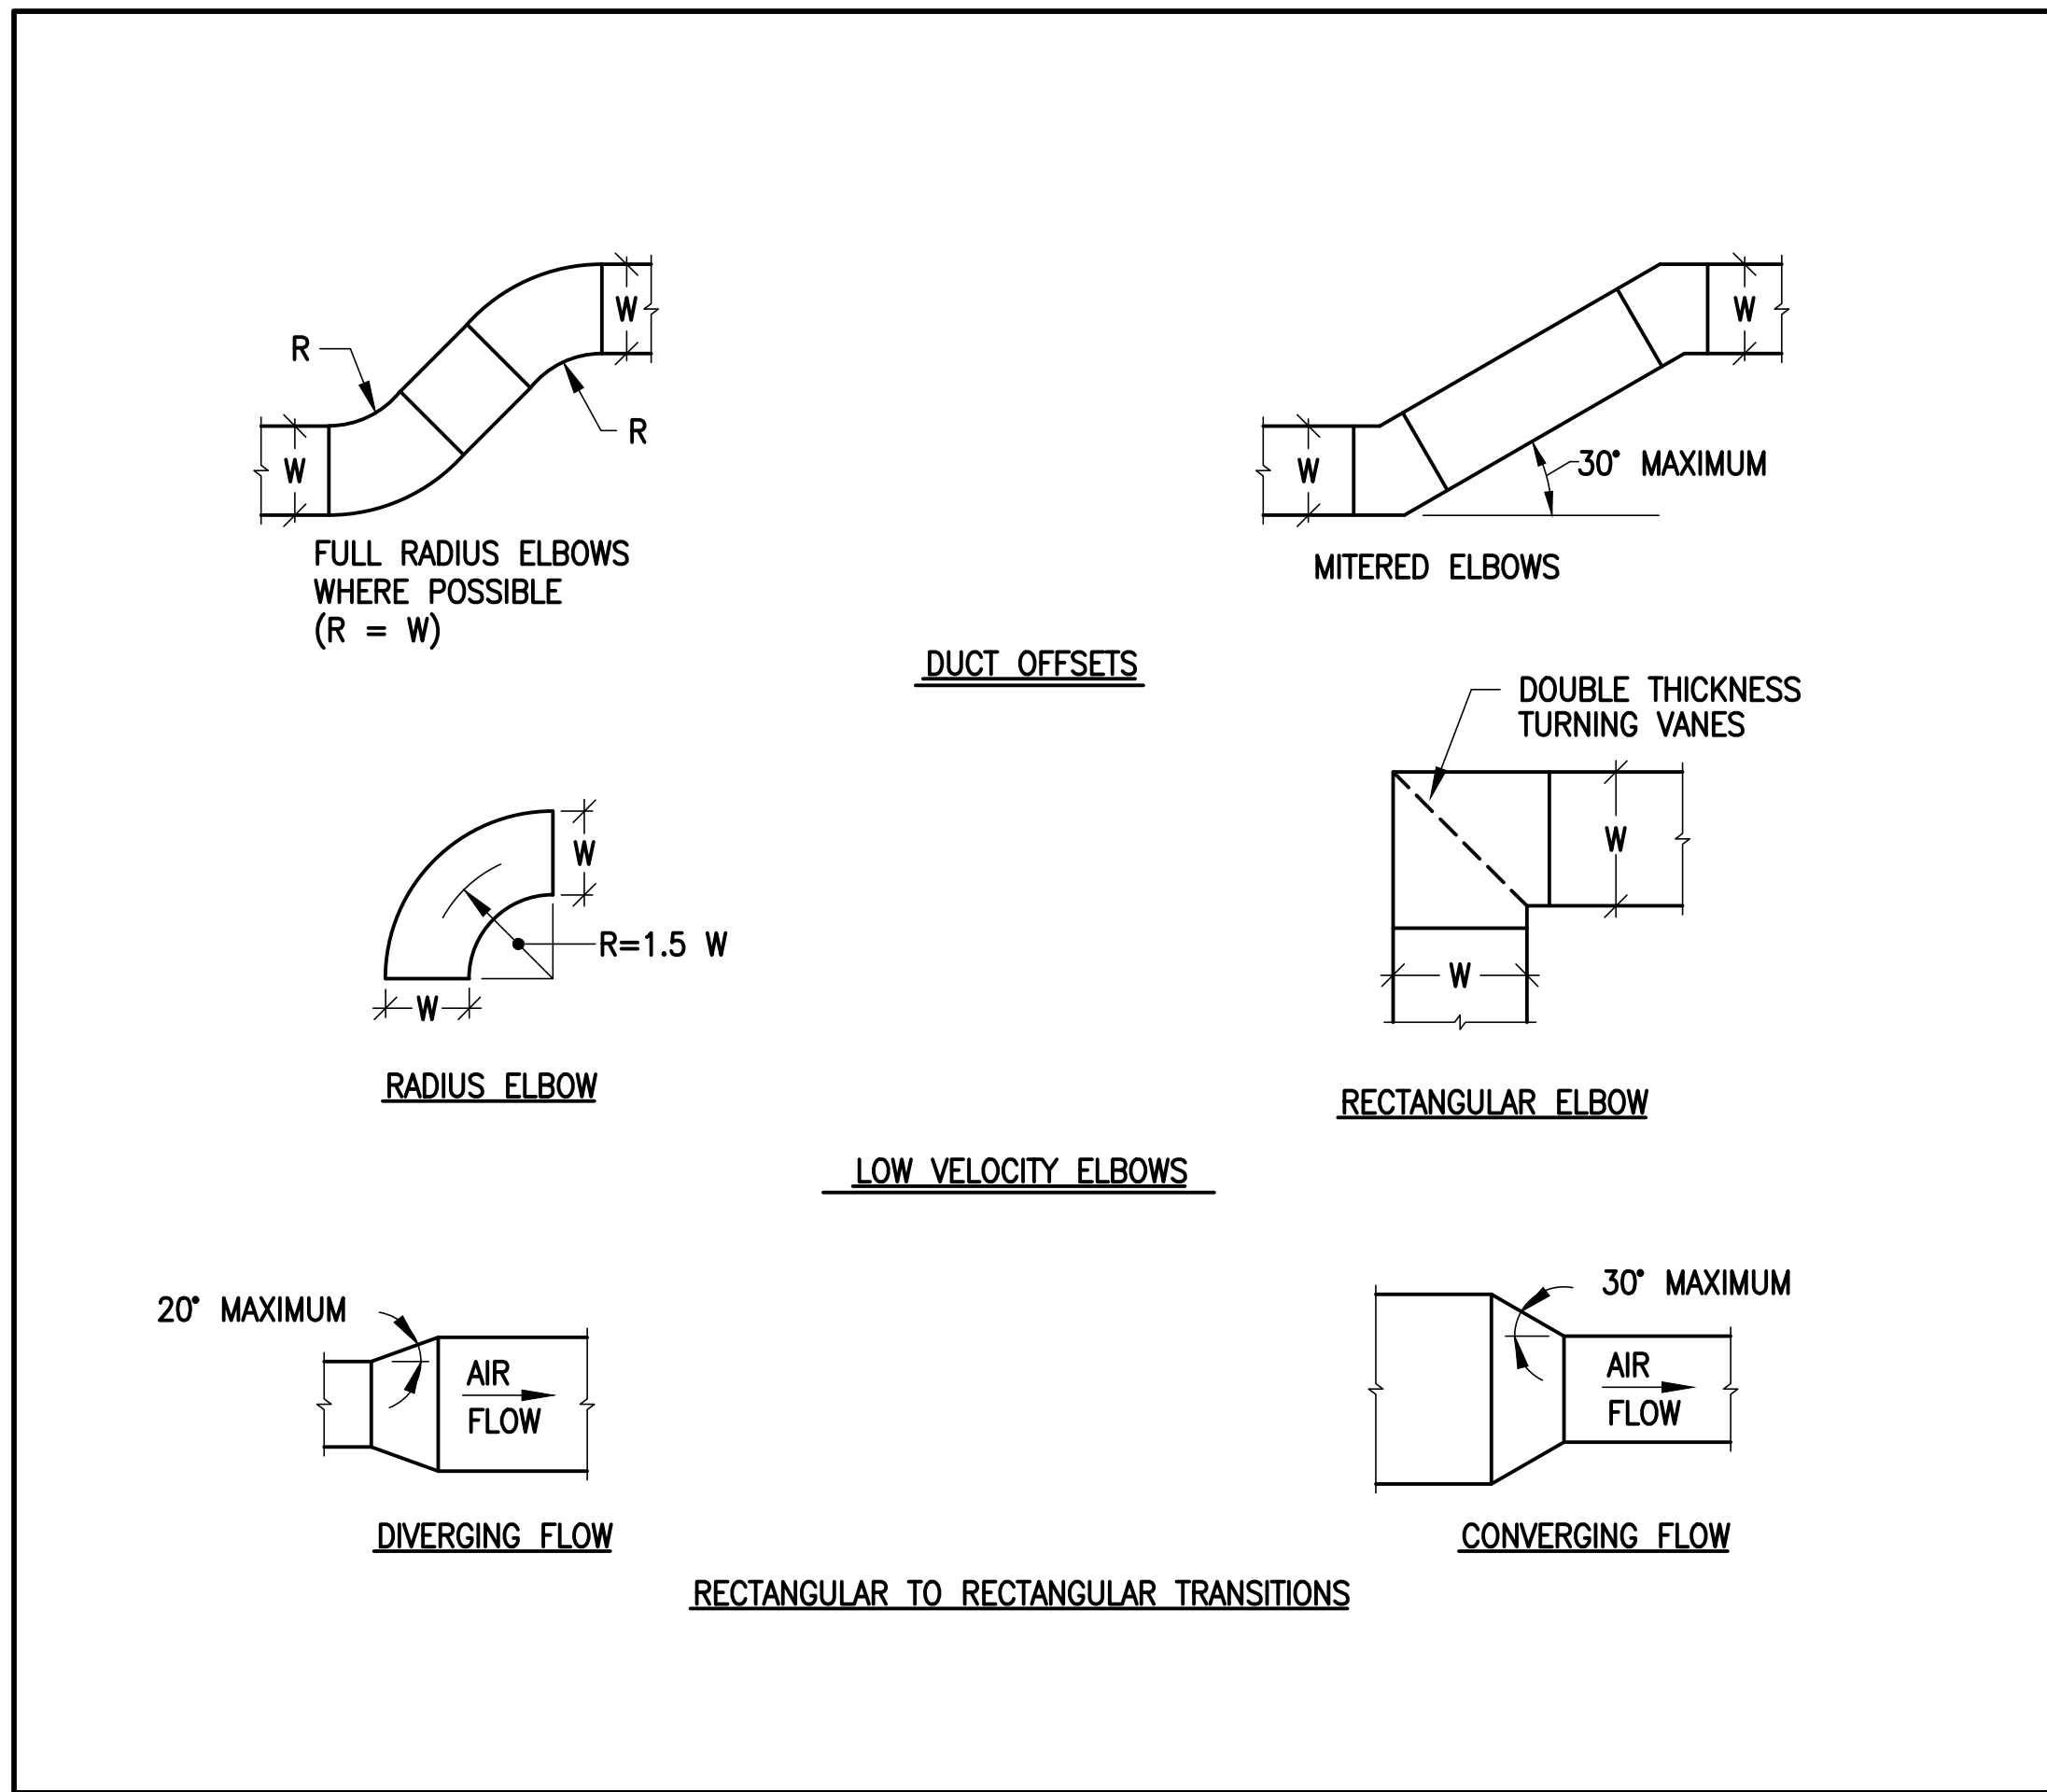 R
W
R
W
FULL RADIUS ELBOWS
WHERE POSSIBLE
(R = W)
W
W
30° MAXIMUM
MITERED ELBOWS
DUCT OFFSETS
W
R=1.5 W
W
RADIUS ELBOW
DOUBLE THICKNESS
TURNING VANES
W
W
RECTANGULAR ELBOW
LOW VELOCITY ELBOWS
20° MAXIMUM
AIR
FLOW
DIVERGING FLOW
30° MAXIMUM
AIR
FLOW
CONVERGING FLOW
RECTANGULAR TO RECTANGULAR TRANSITIONS